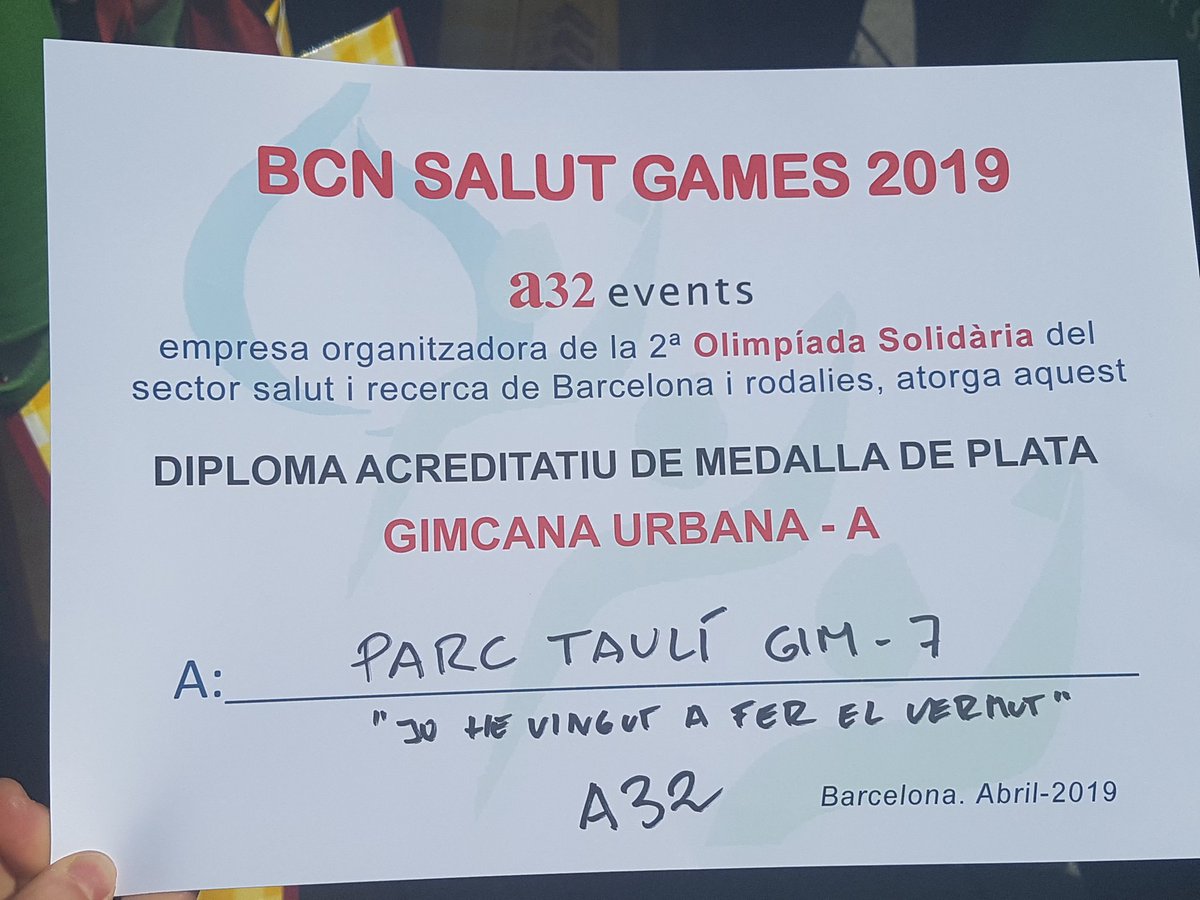 BCN SALUT GAMES 2019
a32 events
empresa organitzadora de la 2ª Olimpíada Solidària del
sector salut i recerca de Barcelona i rodalies, atorga aquest
DIPLOMA ACREDITATIU DE MEDALLA DE PLATA
GIMCANA URBANA - A
A: PARC TAULÍ GIM - 7
"JO HE VINGUT A FER EL VERMUT"
A32
Barcelona. Abril-2019